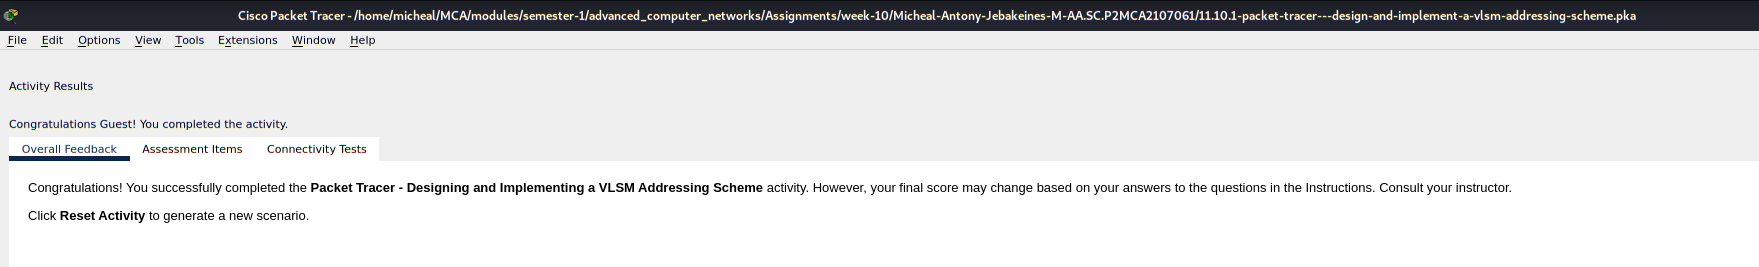 Cisco Packet Tracer - /home/micheal/MCA/modules/semester-1/advanced_computer_networks/Assignments/week-10/Micheal-Antony-Jebakeines-M-AA.SC.P2MCA2107061/11.10.1-packet-tracer---design-and-implement-a-vlsm-addressing-scheme.pka
File Edit Options View Tools Extensions Window Help
Activity Results
Congratulations Guest! You completed the activity.
Overall Feedback Assessment Items Connectivity Tests
Congratulations! You successfully completed the Packet Tracer - Designing and Implementing a VLSM Addressing Scheme activity. However, your final score may change based on your answers to the questions in the Instructions. Consult your instructor.
Click Reset Activity to generate a new scenario.